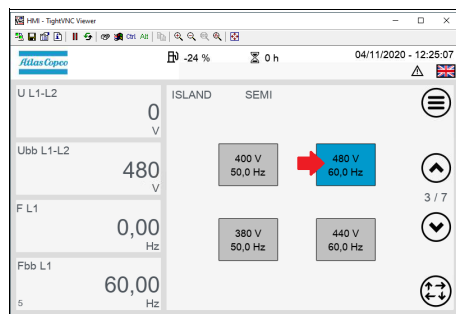 HMI - TightVNC Viewer
Ctrl Alt
Atlas Copco
-24 %
0 h
04/11/2020 - 12:25:07
U L1-L2
0
V
ISLAND SEMI
Ubb L1-L2
480
V
400 V
50,0 Hz
480 V
60,0 Hz
3 / 7
F L1
0,00
Hz
380 V
50,0 Hz
440 V
60,0 Hz
Fbb L1
60,00
5
Hz